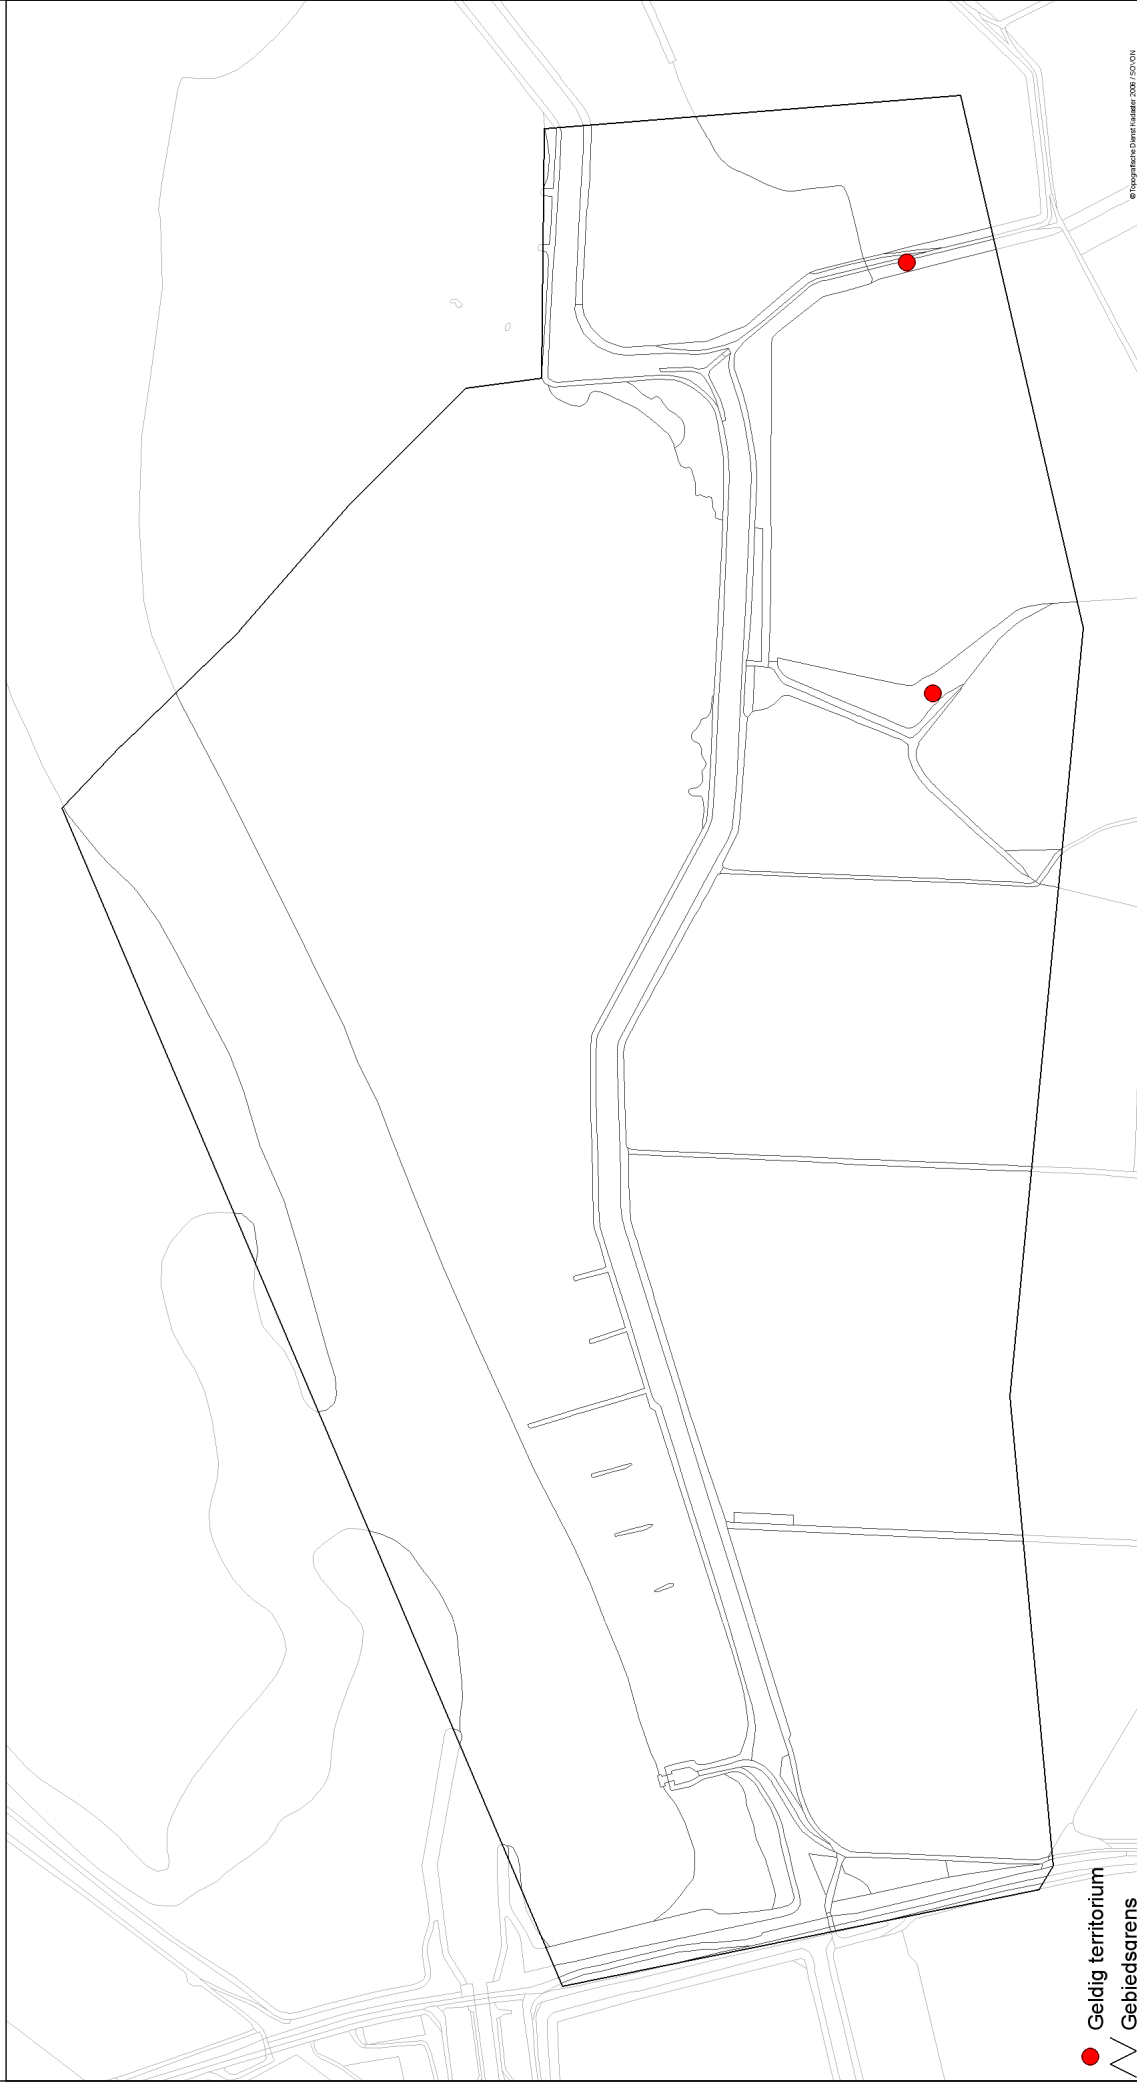 © Topografische Dienst Kadaster 2006 / SOVON
Geldig territorium
Gebiedsgrens